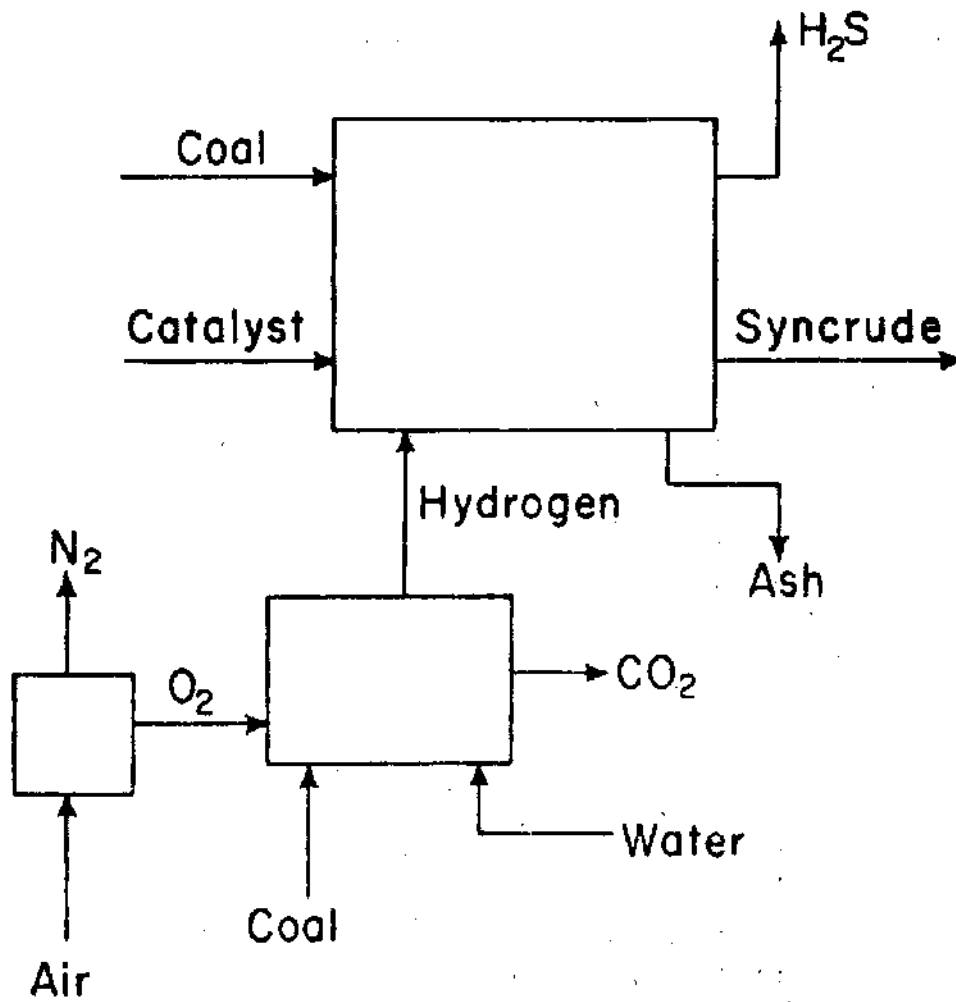 H₂S
Coal
Catalyst
Syncrude
Hydrogen
N₂
Ash
O₂
CO₂
Water
Coal
Air